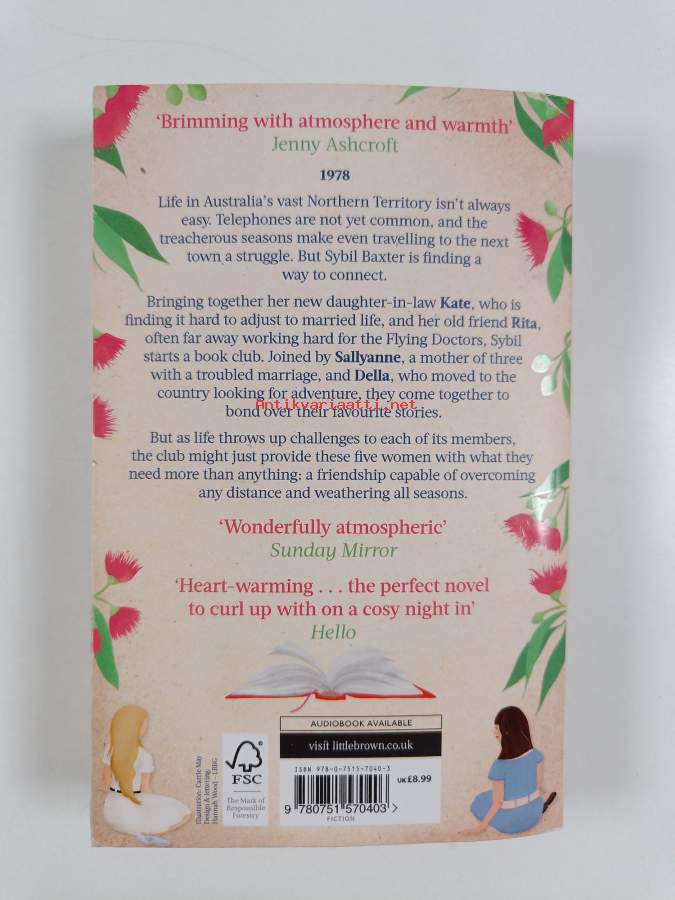 ‘Brimming with atmosphere and warmth’
Jenny Ashcroft
1978
Life in Australia’s vast Northern Territory isn’t always
easy. Telephones are not yet common, and the
treacherous seasons make even travelling to the next
town a struggle. But Sybil Baxter is finding a
way to connect.
Bringing together her new daughter-in-law Kate, who is
finding it hard to adjust to married life, and her old friend Rita,
often far away working hard for the Flying Doctors, Sybil
starts a book club. Joined by Sallyanne, a mother of three
with a troubled marriage, and Della, who moved to the
country looking for adventure, they come together to
Antikvariaatti.net
bond over their favourite stories.
But as life throws up challenges to each of its members,
the club might just provide these five women with what they
need more than anything: a friendship capable of overcoming
any distance and weathering all seasons.
‘Wonderfully atmospheric’
Sunday Mirror
‘Heart-warming . . . the perfect novel
to curl up with on a cosy night in’
Hello
AUDIOBOOK AVAILABLE
visit littlebrown.co.uk
ISBN 978-0-7515-7040-3
UK £8.99
9 780751 570403 >
FICTION
FSC
The Mark of
Responsible
Forestry
Illustration: Carrie May
Design & lettering:
Hannah Wood – LBBG